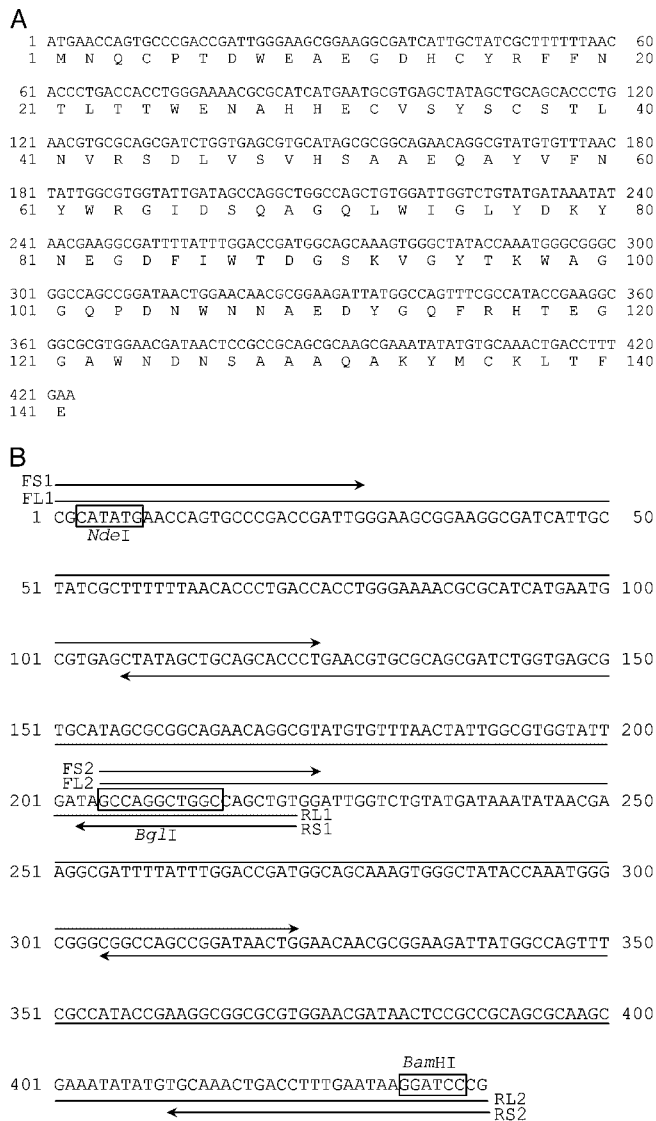 A
1 ATGAACCAGTGCCCGACCGATTGGGAAGCGGAAGGCGATCATTGCTATCGCTTTTTTAAC 60
1 M N Q C P T D W E A E G D H C Y R F F N 20
61 ACCCTGACCACCTGGGAAAACGCGCATCATGAATGCGTGAGCTATAGCTGCAGCACCCTG 120
21 T L T T W E N A H H E C V S Y S C S T L 40
121 AACGTGCGCAGCGATCTGGTGAGCGTGCATAGCGCGGCAGAACAGGCGTATGTGTTTAAC 180
41 N V R S D L V S V H S A A E Q A Y V F N 60
181 TATTGGCGTGGTATTGATAGCCAGGCTGGCCAGCTGTGGATTGGTCTGTATGATAAATAT 240
61 Y W R G I D S Q A G Q L W I G L Y D K Y 80
241 AACGAAGGCGATTTTATTTGGACCGATGGCAGCAAAGTGGGCTATACCAAATGGGCGGGC 300
81 N E G D F I W T D G S K V G Y T K W A G 100
301 GGCCAGCCGGATAACTGGAACAACGCGGAAGATTATGGCCAGTTTCGCCATACCGAAGGC 360
101 G Q P D N W N N A E D Y G Q F R H T E G 120
361 GGCGCGTGGAACGATAACTCCGCCGCAGCGCAAGCGAAATATATGTGCAAACTGACCTTT 420
121 G A W N D N S A A A Q A K Y M C K L T F 140
421 GAA
141 E
B
FS1
FL1
1 CGCATATGAACCAGTGCCCGACCGATTGGGAAGCGGAAGGCGATCATTGC 50
NdeI
51 TATCGCTTTTTTAACACCCTGACCACCTGGGAAAACGCGCATCATGAATG 100
101 CGTGAGCTATAGCTGCAGCACCCTGAACGTGCGCAGCGATCTGGTGAGCG 150
151 TGCATAGCGCGGCAGAACAGGCGTATGTGTTTAACTATTGGCGTGGTATT 200
FS2
FL2
201 GATAGCCAGGCTGGCCAGCTGTGGATTGGTCTGTATGATAAATATAACGA 250
RL1
BglI RS1
251 AGGCGATTTTATTTGGACCGATGGCAGCAAAGTGGGCTATACCAAATGGG 300
301 CGGGCGGCCAGCCGGATAACTGGAACAACGCGGAAGATTATGGCCAGTTT 350
351 CGCCATACCGAAGGCGGCGCGTGGAACGATAACTCCGCCGCAGCGCAAGC 400
BamHI
401 GAAATATATGTGCAAACTGACCTTTGAATAAGGATCCCG
RL2
RS2